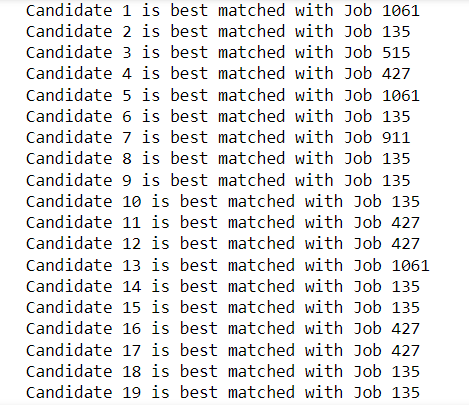 Candidate 1 is best matched with Job 1061
Candidate 2 is best matched with Job 135
Candidate 3 is best matched with Job 515
Candidate 4 is best matched with Job 427
Candidate 5 is best matched with Job 1061
Candidate 6 is best matched with Job 135
Candidate 7 is best matched with Job 911
Candidate 8 is best matched with Job 135
Candidate 9 is best matched with Job 135
Candidate 10 is best matched with Job 135
Candidate 11 is best matched with Job 427
Candidate 12 is best matched with Job 427
Candidate 13 is best matched with Job 1061
Candidate 14 is best matched with Job 135
Candidate 15 is best matched with Job 135
Candidate 16 is best matched with Job 427
Candidate 17 is best matched with Job 427
Candidate 18 is best matched with Job 135
Candidate 19 is best matched with Job 135